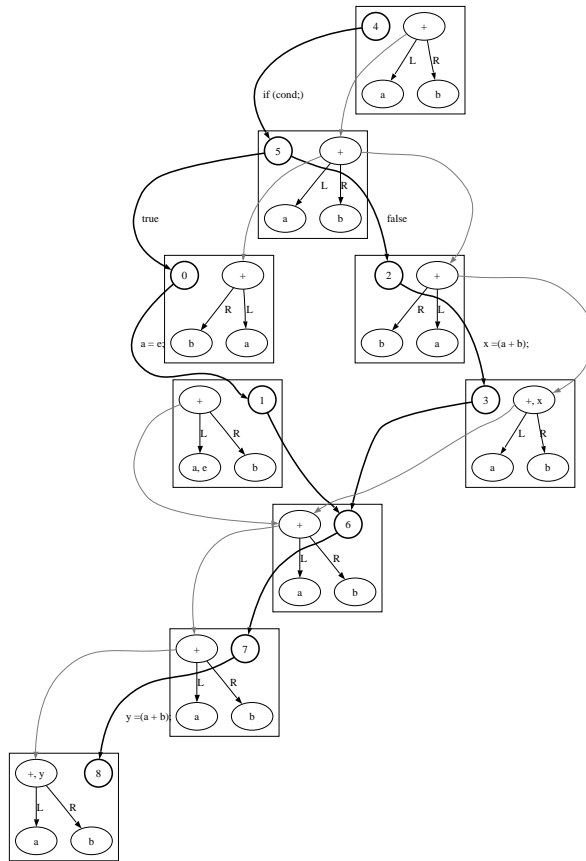 4 +
L R
a b
if (cond;)
5 +
L R
a b
true
false
0 +
R L
b a
2 +
R L
b a
a = e;
x =(a + b);
+ 1
L R
a, e b
3 +, x
L R
a b
+ 6
L R
a b
+ 7
L R
a b
y =(a + b);
+, y 8
L R
a b